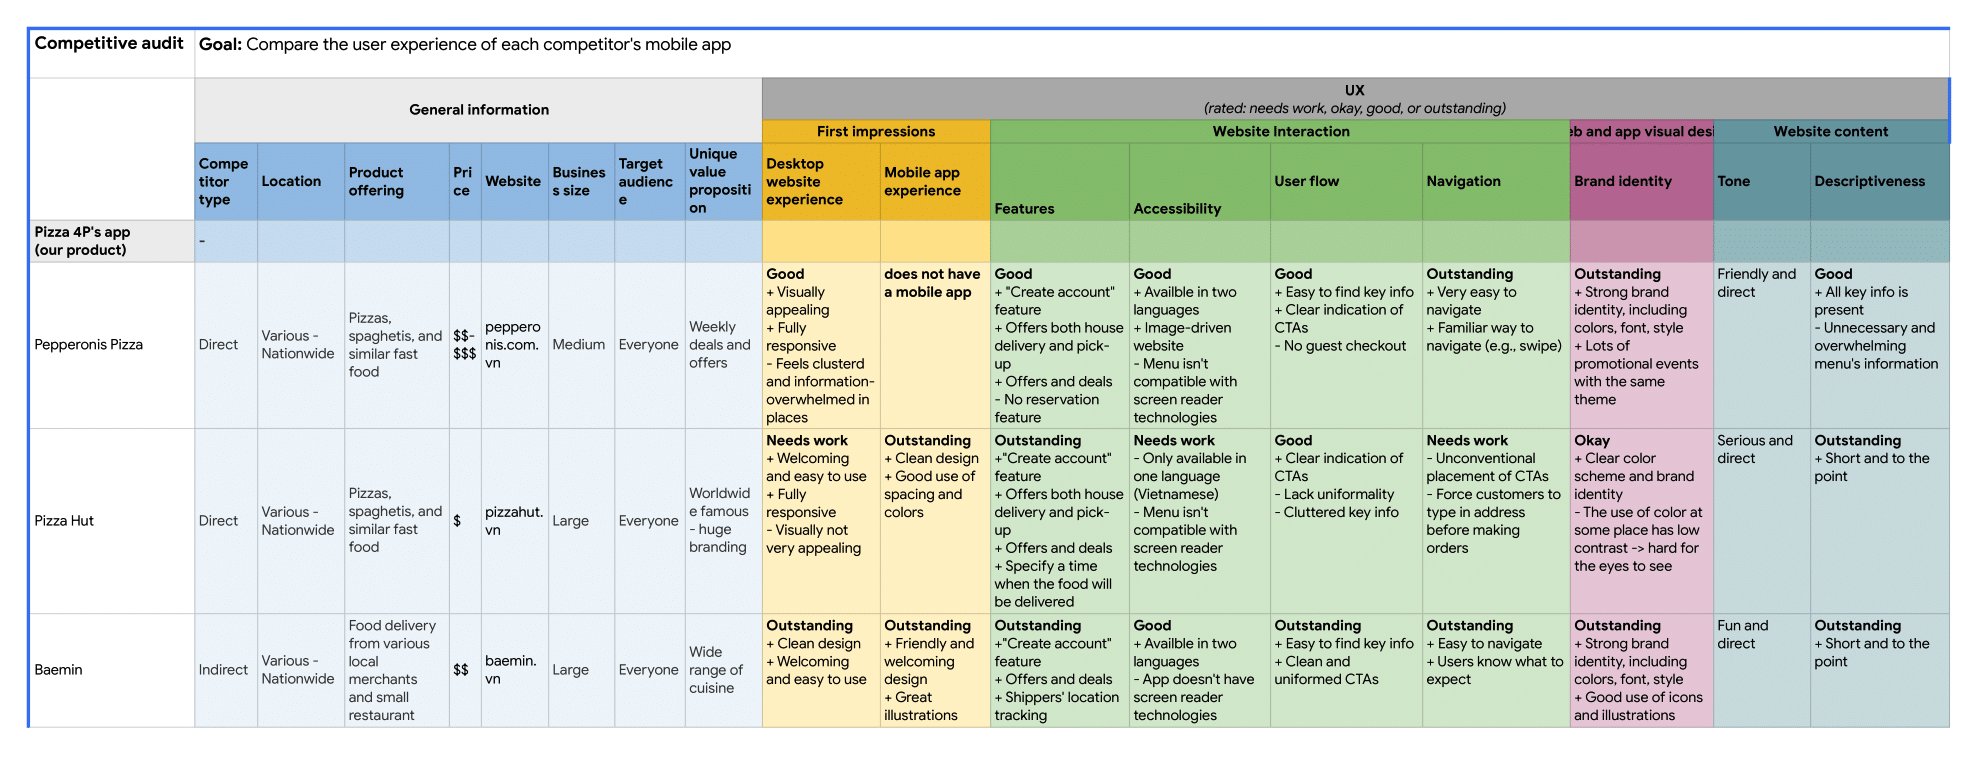 Competitive audit
Goal: Compare the user experience of each competitor's mobile app
General information
UX
(rated: needs work, okay, good, or outstanding)
First impressions
Website Interaction
eb and app visual desi
Website content
Compe
titor
type
Location
Product
offering
Pri
ce
Website
Busines
s size
Target
audienc
e
Unique
value
propositi
on
Desktop
website
experience
Mobile app
experience
Features
Accessibility
User flow
Navigation
Brand identity
Tone
Descriptiveness
Pizza 4P's app
(our product)
-
Pepperonis Pizza
Direct
Various -
Nationwide
Pizzas,
spaghetis, and
similar fast
food
$$-
$$$
peppero
nis.com.
vn
Medium
Everyone
Weekly
deals and
offers
Good
+ Visually
appealing
+ Fully
responsive
- Feels clusterd
and information-
overwhelmed in
places
does not have
a mobile app
Good
+ "Create account"
feature
+ Offers both house
delivery and pick-
up
+ Offers and deals
- No reservation
feature
Good
+ Availble in two
languages
+ Image-driven
website
- Menu isn't
compatible with
screen reader
technologies
Good
+ Easy to find key info
+ Clear indication of
CTAs
- No guest checkout
Outstanding
+ Very easy to
navigate
+ Familiar way to
navigate (e.g., swipe)
Outstanding
+ Strong brand
identity, including
colors, font, style
+ Lots of
promotional events
with the same
theme
Friendly and
direct
Good
+ All key info is
present
- Unnecessary and
overwhelming
menu's information
Pizza Hut
Direct
Various -
Nationwide
Pizzas,
spaghetis, and
similar fast
food
$
pizzahut.
vn
Large
Everyone
Worldwid
e famous
- huge
branding
Needs work
+ Welcoming
and easy to use
+ Fully
responsive
- Visually not
very appealing
Outstanding
+ Clean design
+ Good use of
spacing and
colors
Outstanding
+"Create account"
feature
+ Offers both house
delivery and pick-
up
+ Offers and deals
+ Specify a time
when the food will
be delivered
Needs work
- Only available in
one language
(Vietnamese)
- Menu isn't
compatible with
screen reader
technologies
Good
+ Clear indication of
CTAs
- Lack uniformality
- Cluttered key info
Needs work
- Unconventional
placement of CTAs
- Force customers to
type in address
before making
orders
Okay
+ Clear color
scheme and brand
identity
- The use of color at
some place has low
contrast -> hard for
the eyes to see
Serious and
direct
Outstanding
+ Short and to the
point
Baemin
Indirect
Various -
Nationwide
Food delivery
from various
local
merchants
and small
restaurant
$$
baemin.
vn
Large
Everyone
Wide
range of
cuisine
Outstanding
+ Clean design
+ Welcoming
and easy to use
Outstanding
+ Friendly and
welcoming
design
+ Great
illustrations
Outstanding
+"Create account"
feature
+ Offers and deals
+ Shippers' location
tracking
Good
+ Availble in two
languages
- App doesn't have
screen reader
technologies
Outstanding
+ Easy to find key info
+ Clean and
uniformed CTAs
Outstanding
+ Easy to navigate
+ Users know what to
expect
Outstanding
+ Strong brand
identity, including
colors, font, style
+ Good use of icons
and illustrations
Fun and
direct
Outstanding
+ Short and to the
point